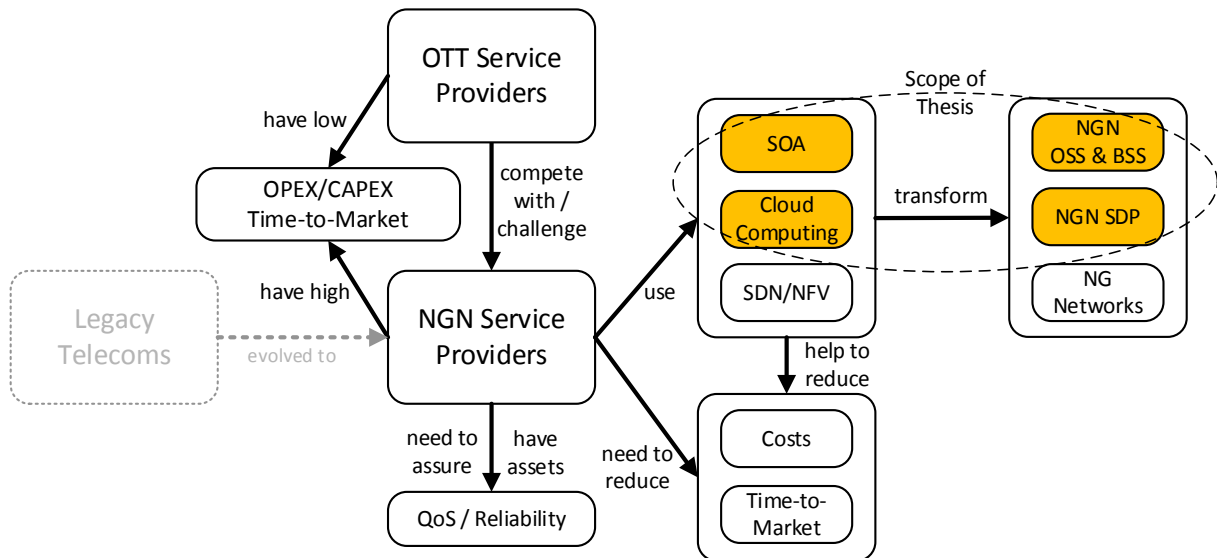 OTT Service
Providers
Scope of
Thesis
have low
SOA
NGN
OSS & BSS
OPEX/CAPEX
Time-to-Market
compete
with /
challenge
Cloud
Computing
transform
NGN SDP
have high
use
SDN/NFV
NG
Networks
Legacy
Telecoms
evolved to
NGN Service
Providers
help to
reduce
need to
assure
have
assets
need to
reduce
Costs
QoS / Reliability
Time-to-
Market